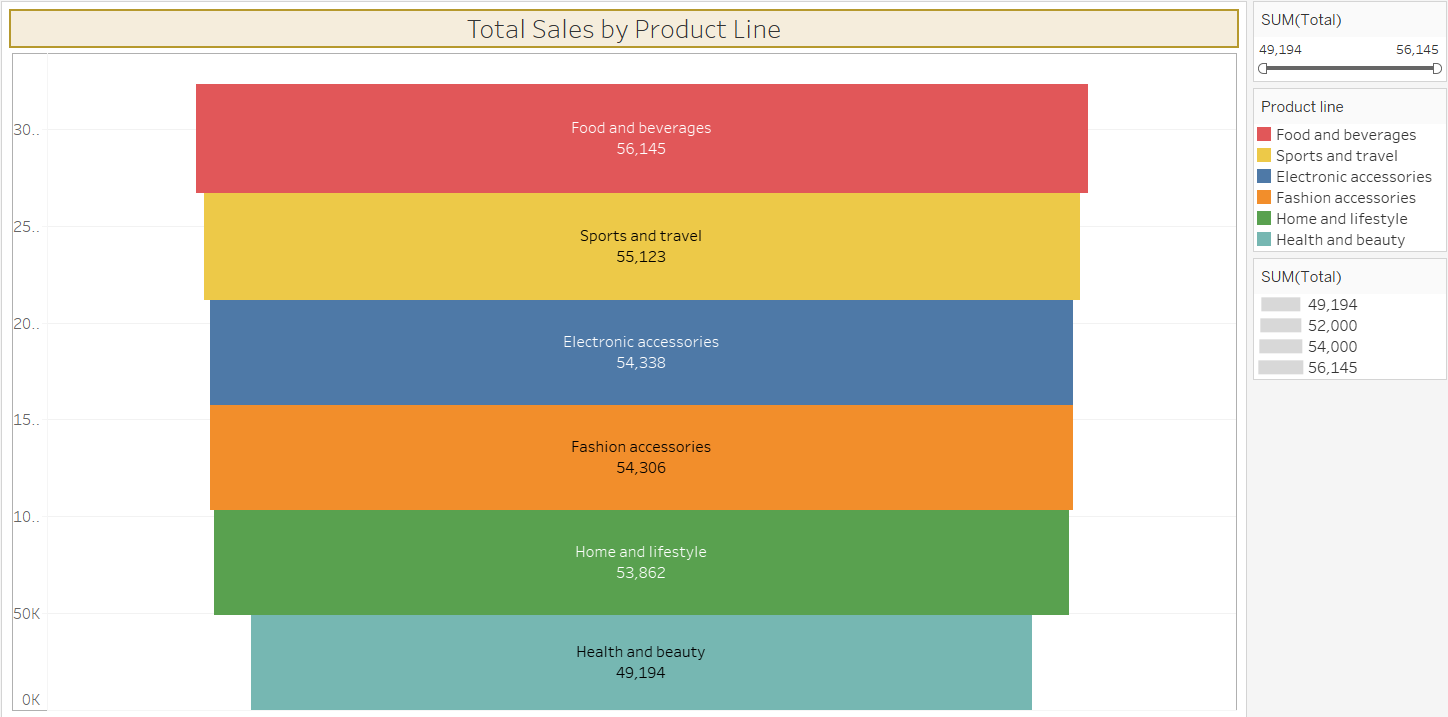 Total Sales by Product Line
30..
25..
20..
15..
10..
50K
0K
Food and beverages
56,145
Sports and travel
55,123
Electronic accessories
54,338
Fashion accessories
54,306
Home and lifestyle
53,862
Health and beauty
49,194
SUM(Total)
49,194 56,145
Product line
Food and beverages
Sports and travel
Electronic accessories
Fashion accessories
Home and lifestyle
Health and beauty
SUM(Total)
49,194
52,000
54,000
56,145